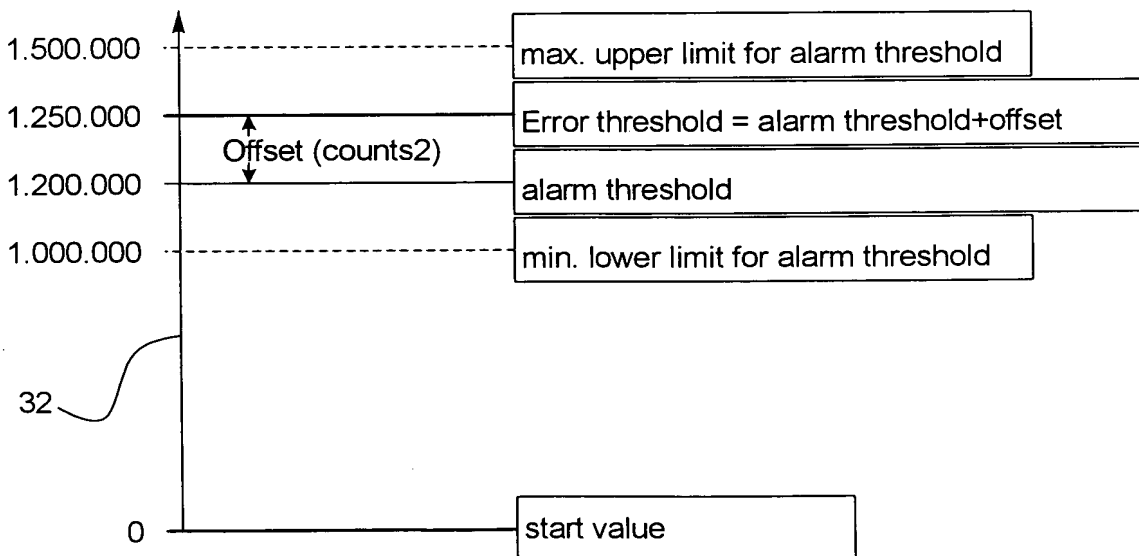 1.500.000 max. upper limit for alarm threshold
1.250.000 Error threshold = alarm threshold+offset
Offset (counts2)
1.200.000 alarm threshold
1.000.000 min. lower limit for alarm threshold
32
0 start value